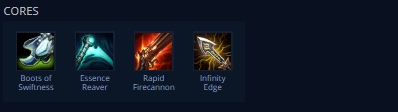 CORES
Boots of
Swiftness
Essence
Reaver
Rapid
Firecannon
Infinity
Edge